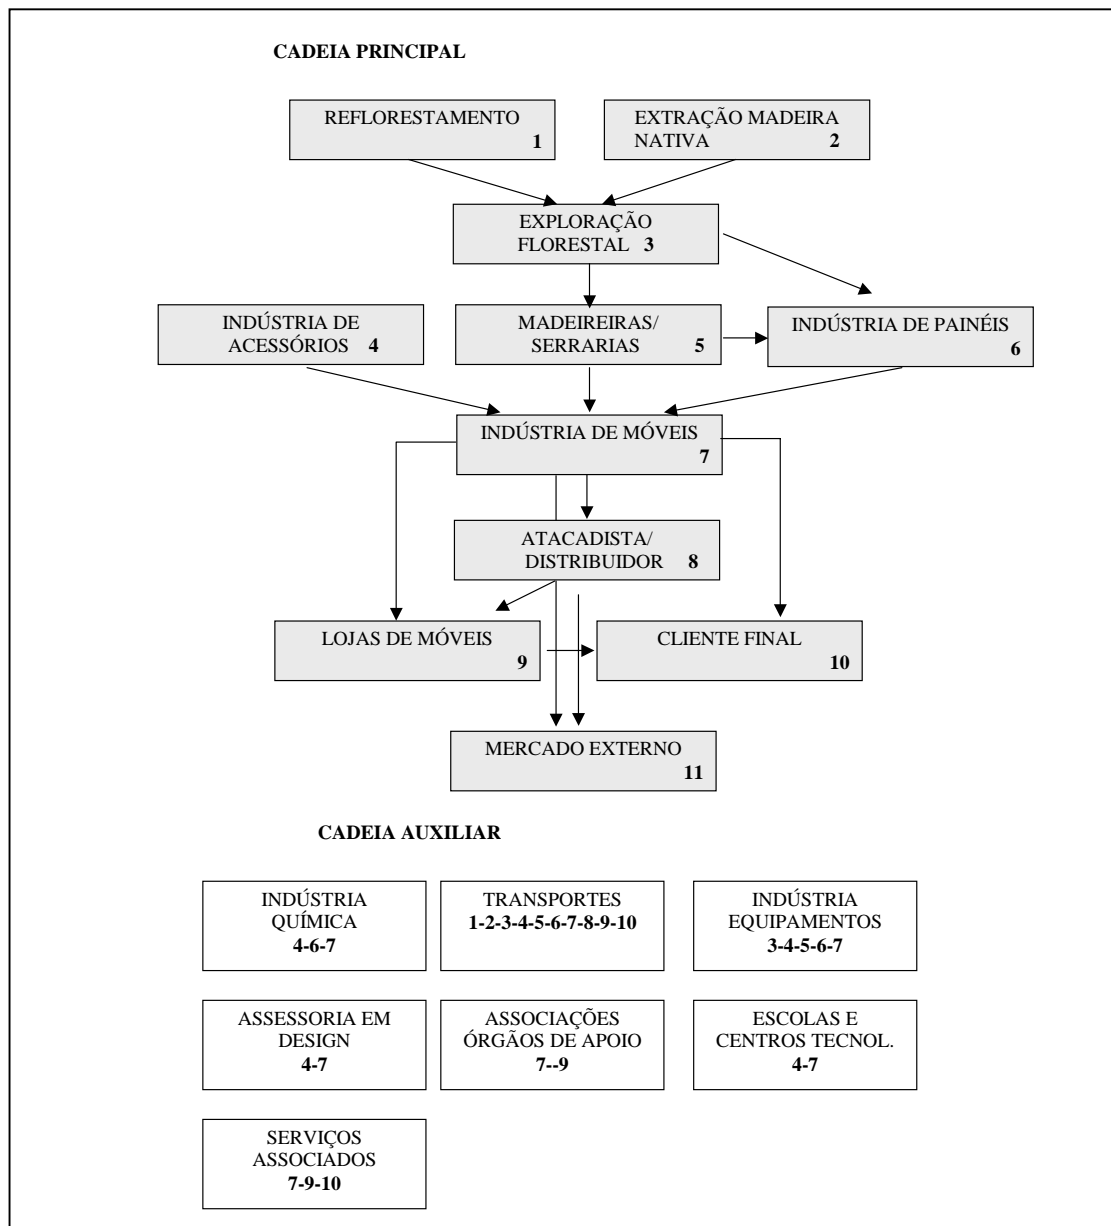 CADEIA PRINCIPAL
REFLORESTAMENTO
1
EXTRAÇÃO MADEIRA
NATIVA 2
EXPLORAÇÃO
FLORESTAL 3
INDÚSTRIA DE
ACESSÓRIOS 4
MADEIREIRAS/
SERRARIAS 5
INDÚSTRIA DE PAINÉIS
6
INDÚSTRIA DE MÓVEIS
7
ATACADISTA/
DISTRIBUIDOR 8
LOJAS DE MÓVEIS
9
CLIENTE FINAL
10
MERCADO EXTERNO
11
CADEIA AUXILIAR
INDÚSTRIA
QUÍMICA
4-6-7
TRANSPORTES
1-2-3-4-5-6-7-8-9-10
INDÚSTRIA
EQUIPAMENTOS
3-4-5-6-7
ASSESSORIA EM
DESIGN
4-7
ASSOCIAÇÕES
ÓRGÃOS DE APOIO
7--9
ESCOLAS E
CENTROS TECNOL.
4-7
SERVIÇOS
ASSOCIADOS
7-9-10